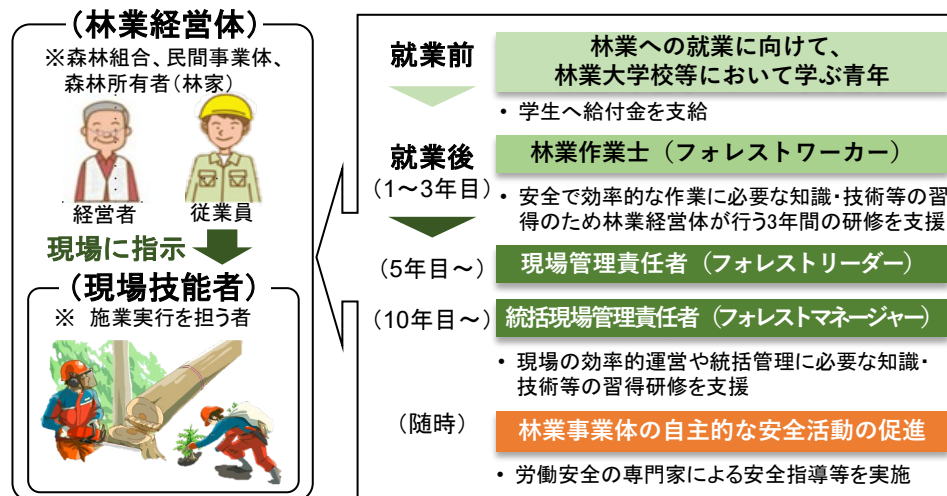 (林業経営体)
※森林組合、民間事業体、
森林所有者(林家)
経営者
従業員
現場に指示
(現場技能者)
※ 施業実行を担う者
就業前
林業への就業に向けて、
林業大学校等において学ぶ青年
・ 学生へ給付金を支給
就業後
(1～3年目)
林業作業士（フォレストワーカー）
・ 安全で効率的な作業に必要な知識・技術等の習
得のため林業経営体が行う3年間の研修を支援
(5年目～)
現場管理責任者（フォレストリーダー）
(10年目～)
統括現場管理責任者（フォレストマネージャー）
・ 現場の効率的運営や統括管理に必要な知識・
技術等の習得研修を支援
(随時)
林業事業体の自主的な安全活動の促進
・ 労働安全の専門家による安全指導等を実施